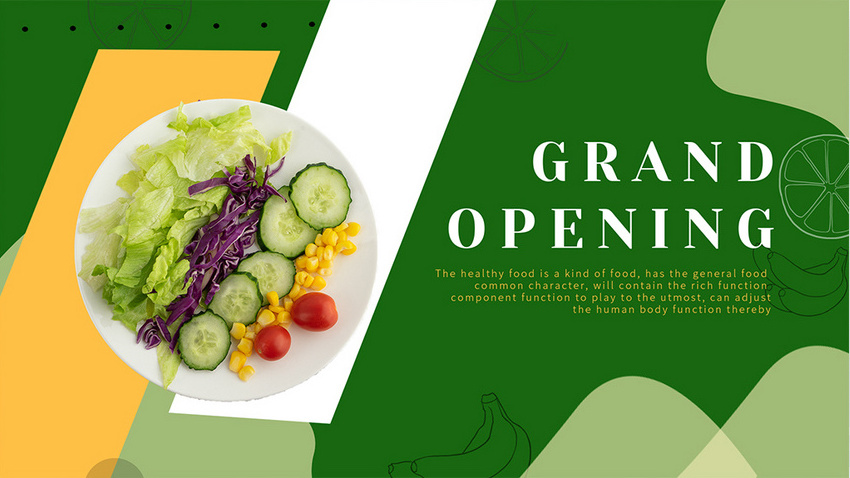 GRAND
OPENING
The healthy food is a kind of food, has the general food
common character, will contain the rich function
component function to play to the utmost, can adjust
the human body function thereby